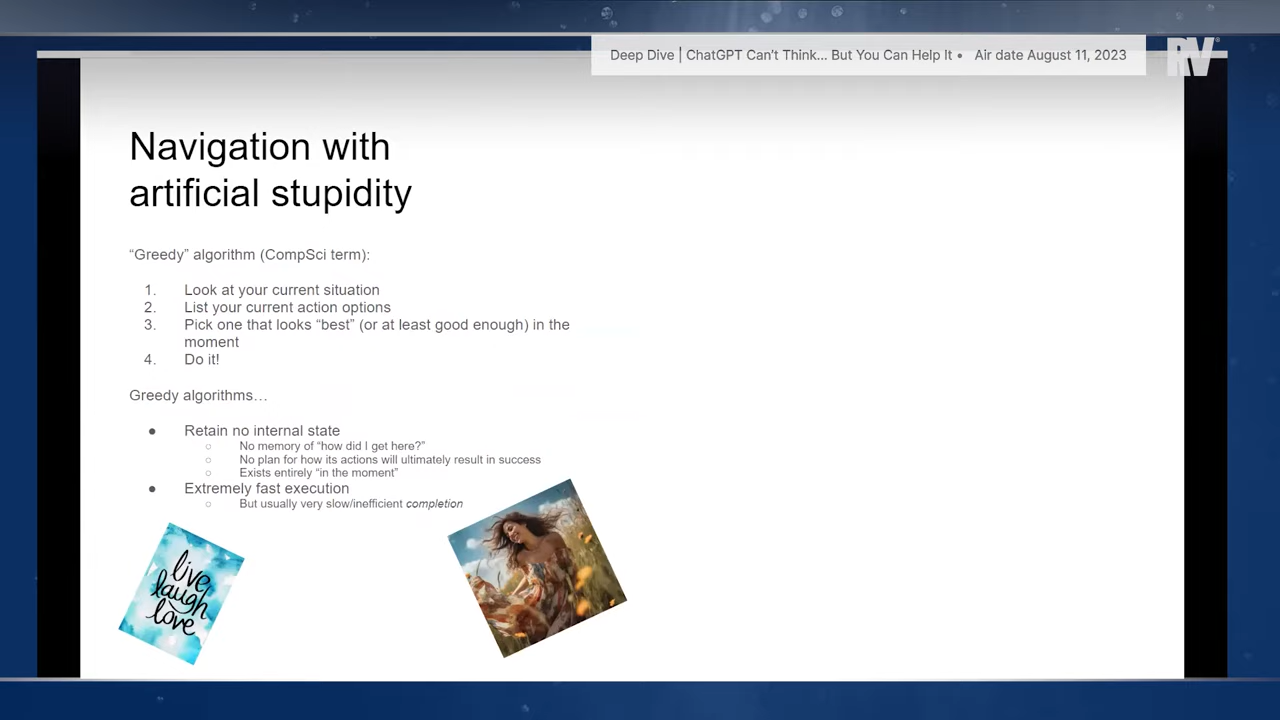 Deep Dive | ChatGPT Can't Think... But You Can Help It • Air date August 11, 2023
RV
Navigation with
artificial stupidity
“Greedy” algorithm (CompSci term):
1. Look at your current situation
2. List your current action options
3. Pick one that looks “best” (or at least good enough) in the
moment
4. Do it!
Greedy algorithms…
● Retain no internal state
○ No memory of “how did I get here?”
○ No plan for how its actions will ultimately result in success
○ Exists entirely “in the moment”
● Extremely fast execution
○ But usually very slow/inefficient completion
live
laugh
love